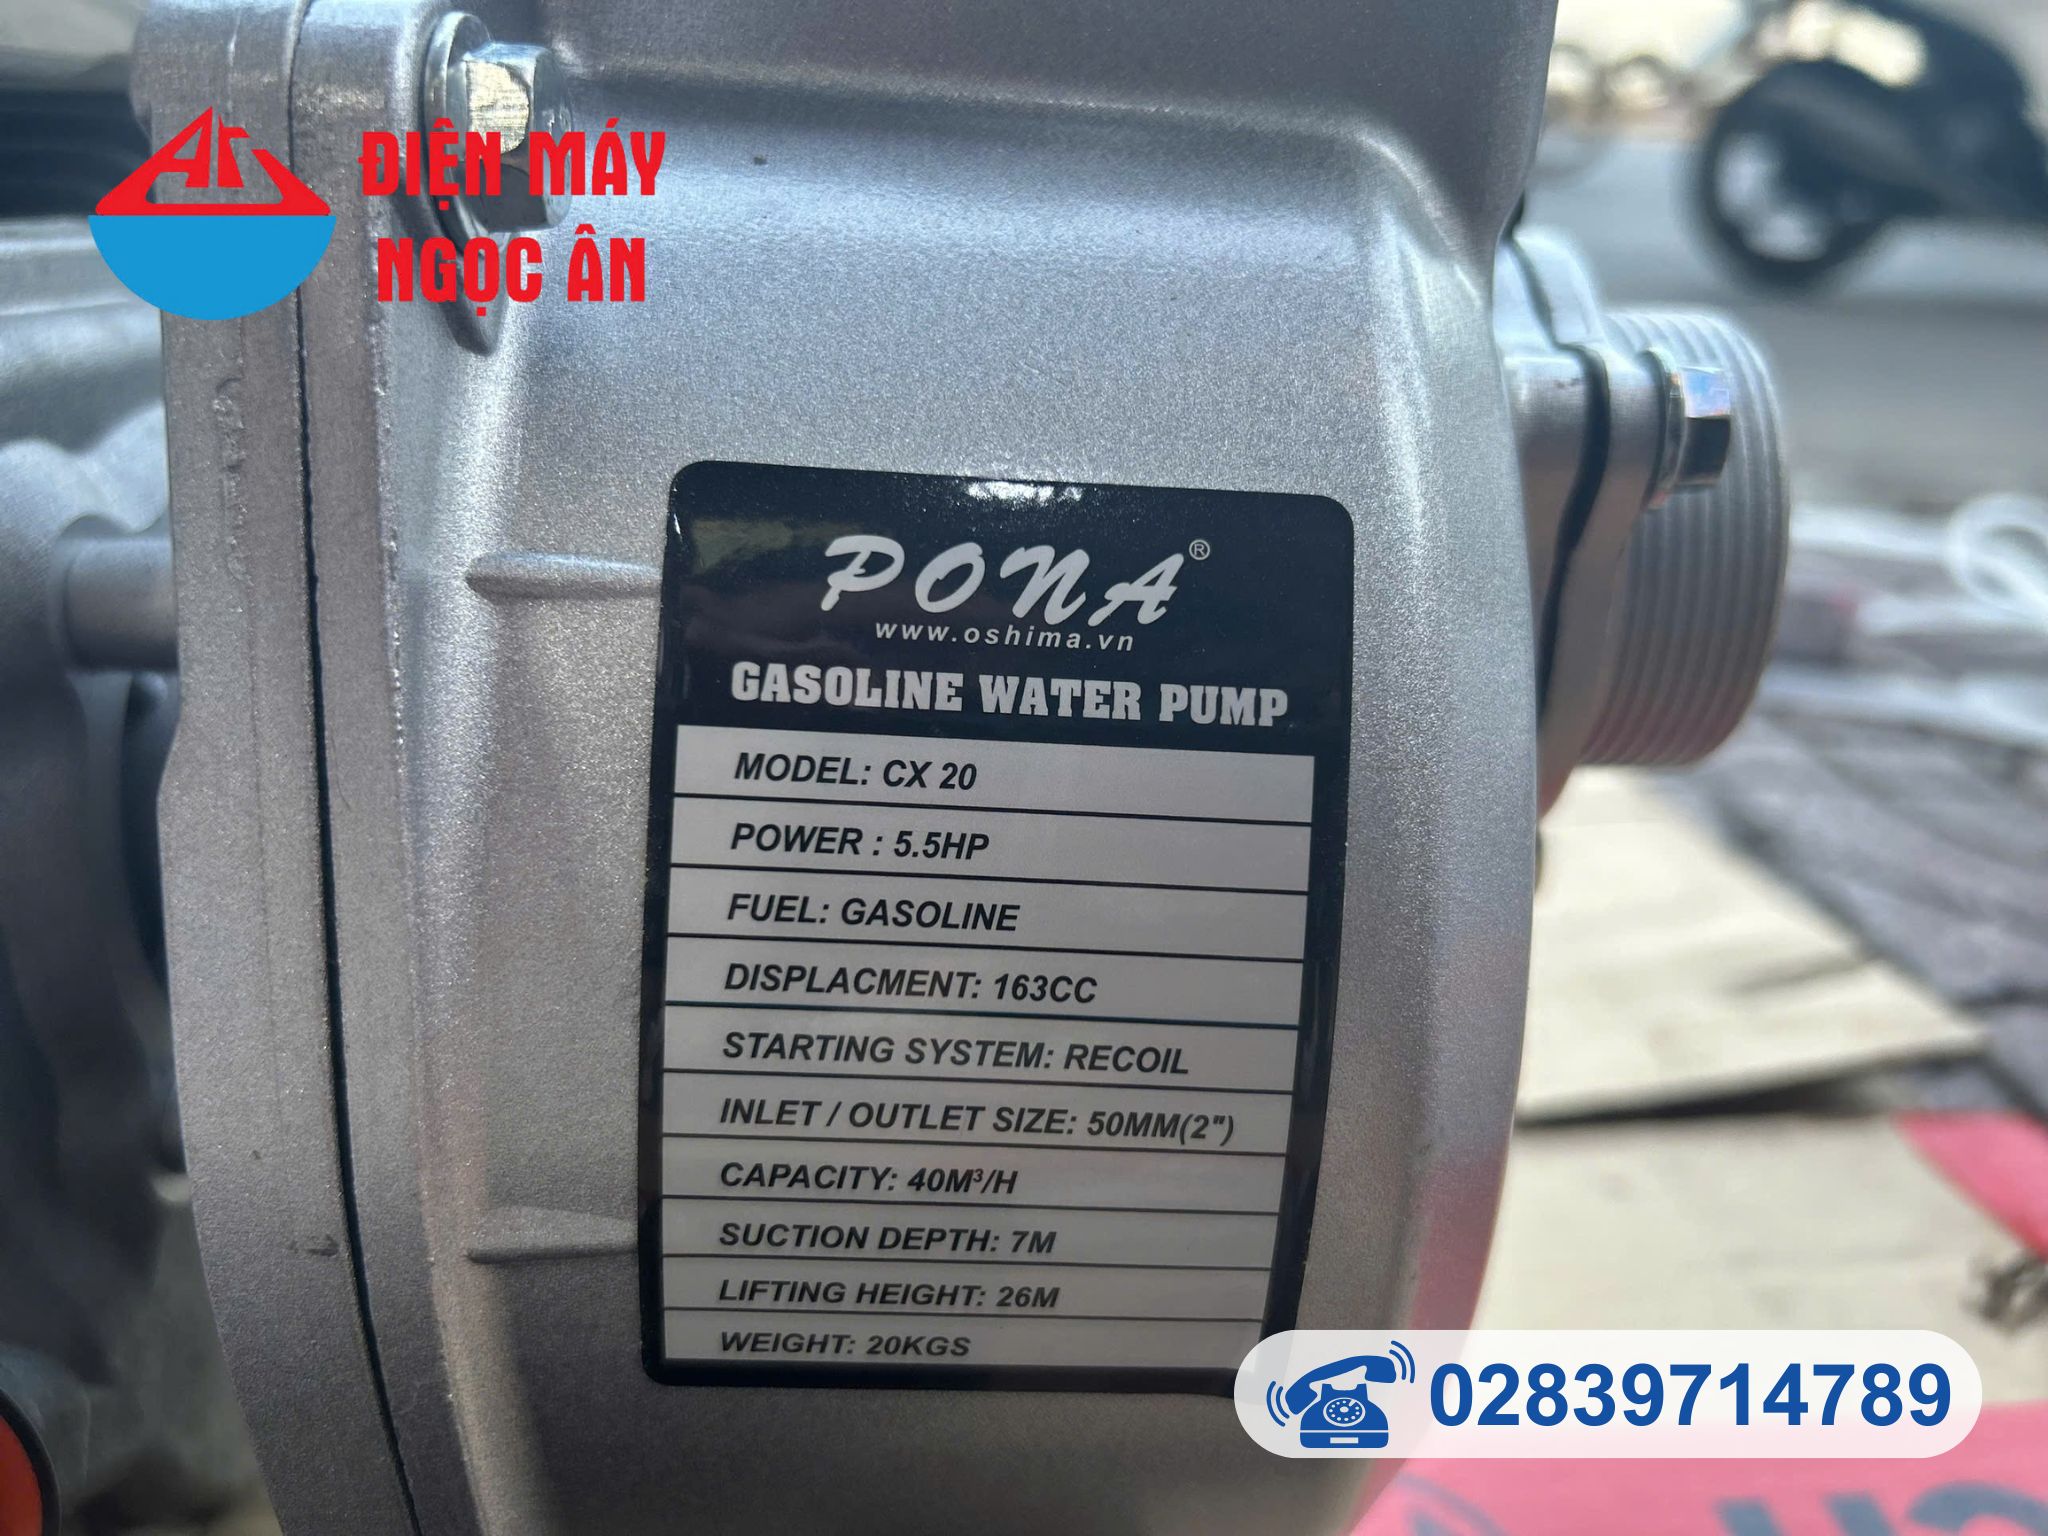 ĐIỆN MÁY
NGỌC ÂN
PONA®
www.oshima.vn
GASOLINE WATER PUMP
MODEL: CX 20
POWER : 5.5HP
FUEL: GASOLINE
DISPLACMENT: 163CC
STARTING SYSTEM: RECOIL
INLET / OUTLET SIZE: 50MM(2")
CAPACITY: 40M³/H
SUCTION DEPTH: 7M
LIFTING HEIGHT: 26M
WEIGHT: 20KGS
02839714789